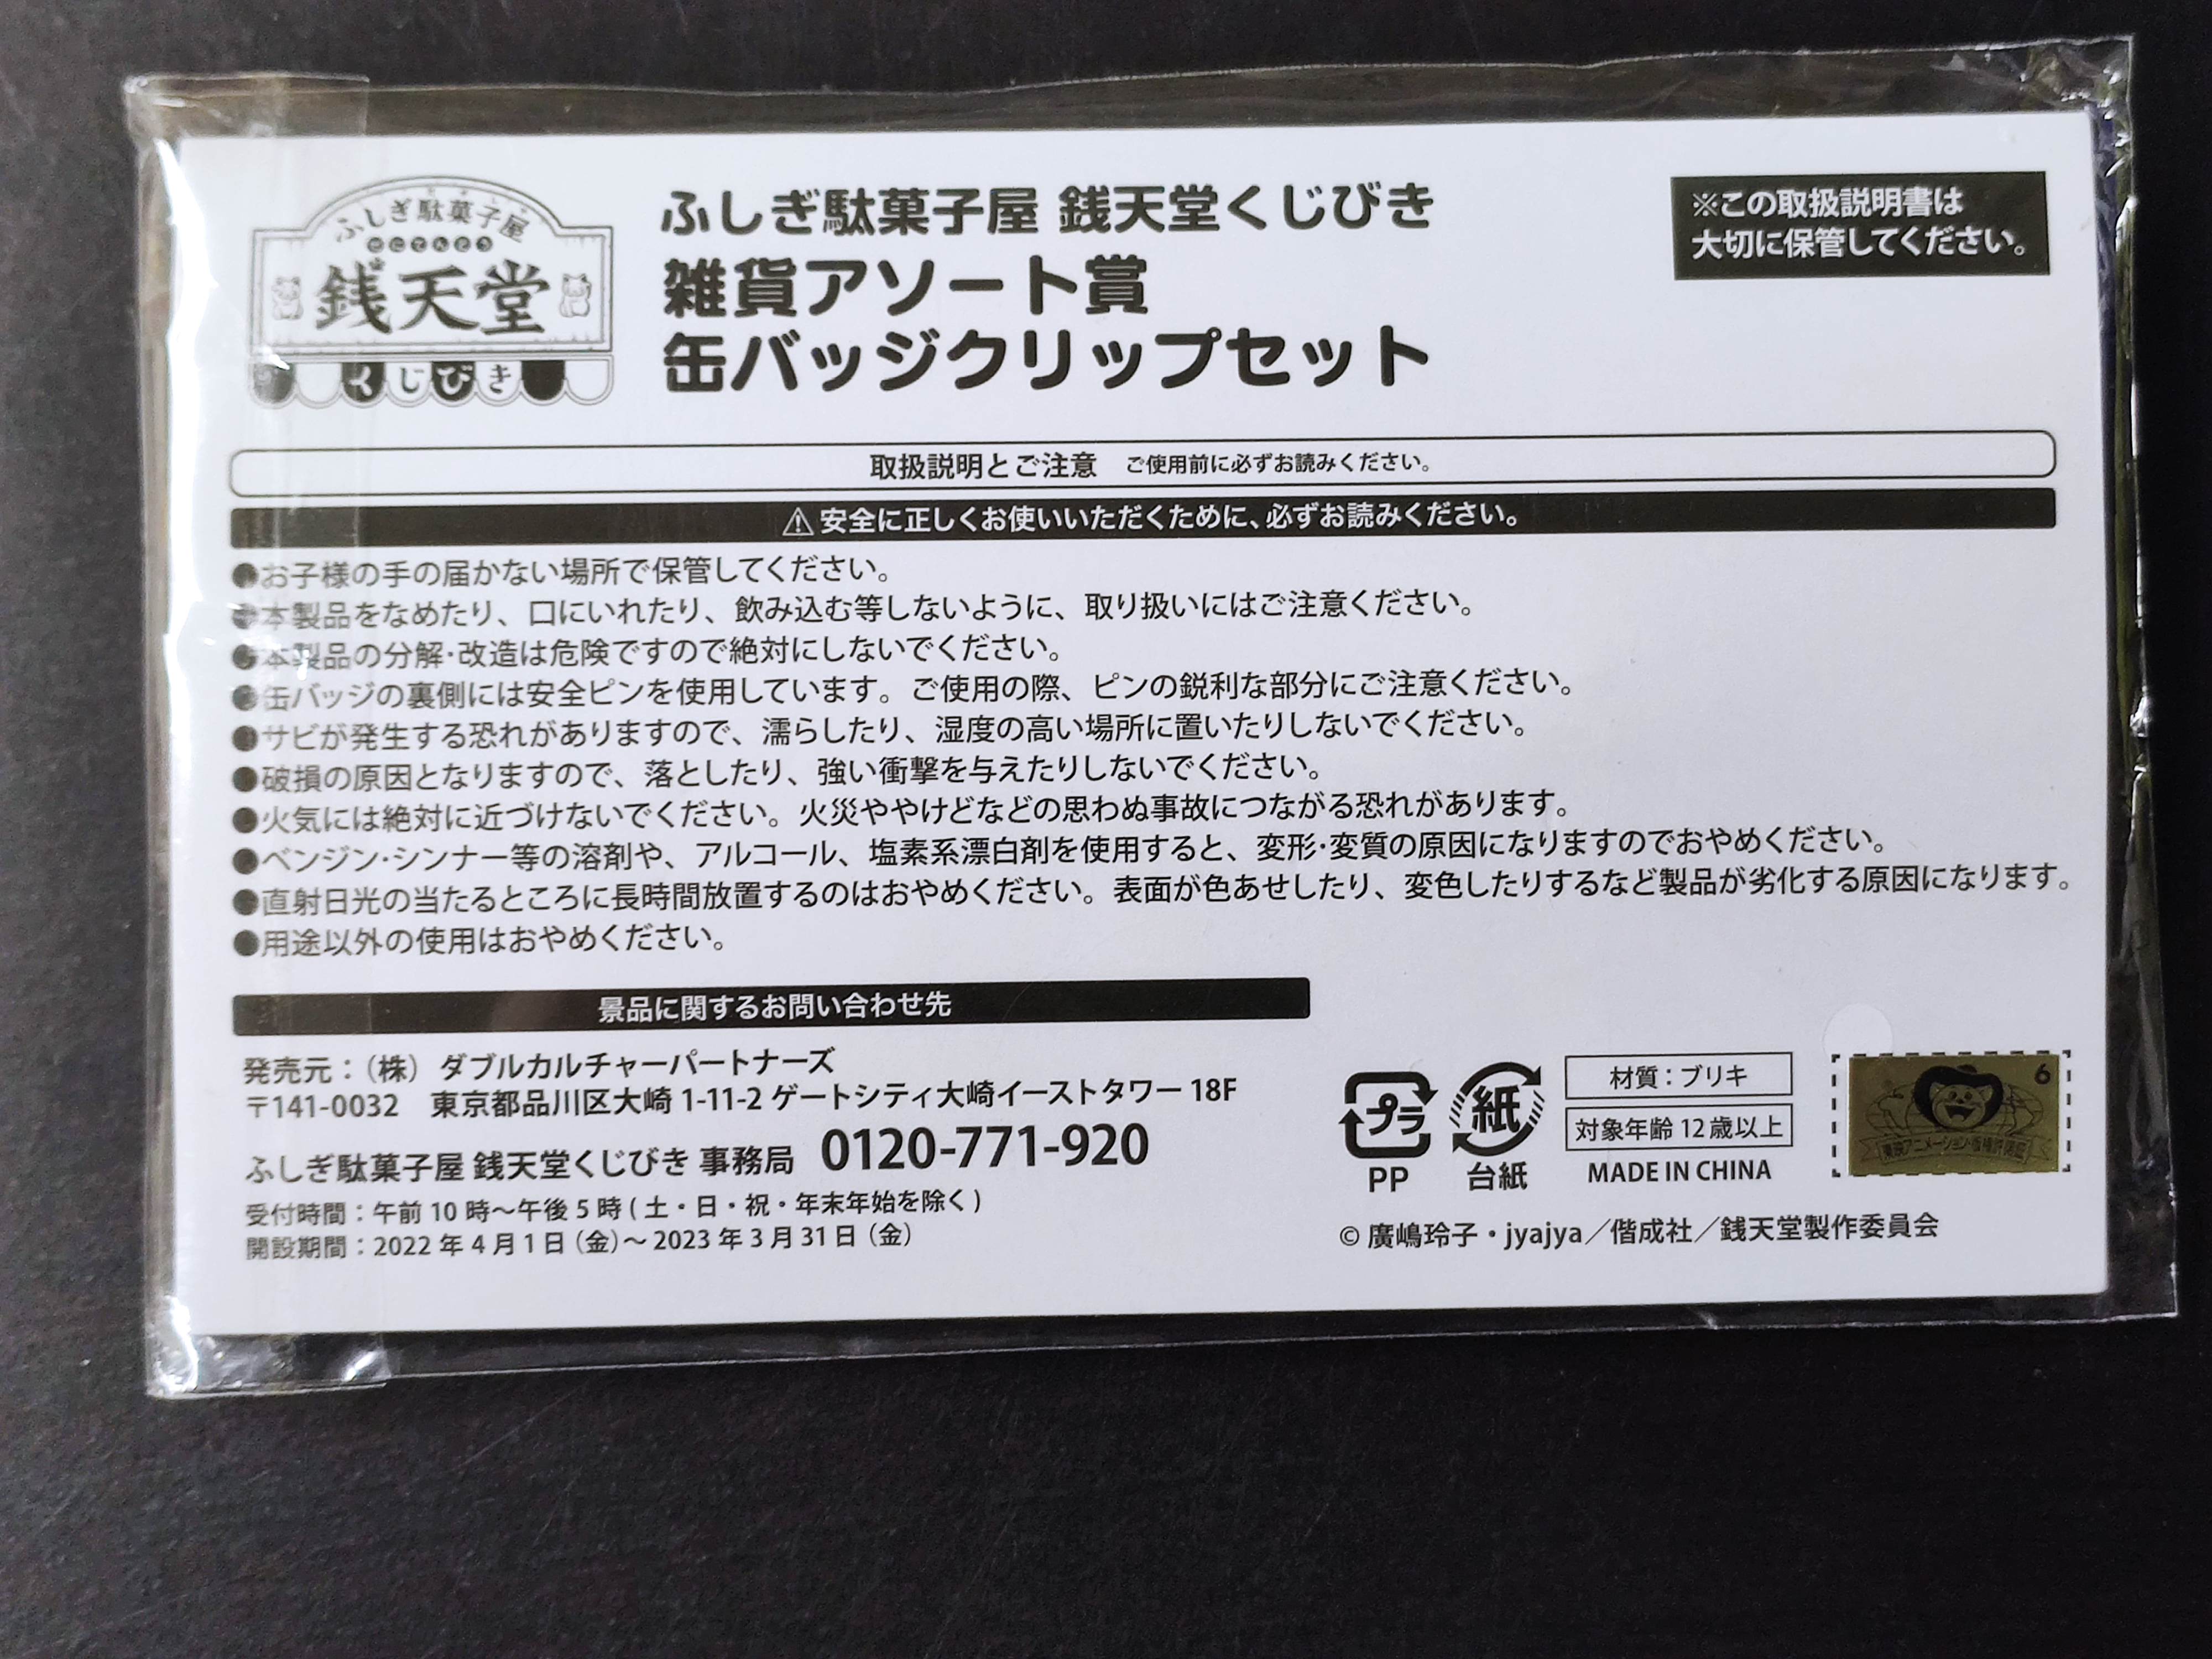 ふしぎ駄菓子屋
ぜにてんどう
銭天堂
くじびき
ふしぎ駄菓子屋 銭天堂くじびき
雑貨アソート賞
缶バッジクリップセット
※この取扱説明書は
大切に保管してください。
取扱説明とご注意 ご使用前に必ずお読みください。
⚠安全に正しくお使いいただくために、必ずお読みください。
●お子様の手の届かない場所で保管してください。
●本製品をなめたり、口にいれたり、飲み込む等しないように、取り扱いにはご注意ください。
●本製品の分解・改造は危険ですので絶対にしないでください。
●缶バッジの裏側には安全ピンを使用しています。ご使用の際、ピンの鋭利な部分にご注意ください。
●サビが発生する恐れがありますので、濡らしたり、湿度の高い場所に置いたりしないでください。
●破損の原因となりますので、落としたり、強い衝撃を与えたりしないでください。
●火気には絶対に近づけないでください。火災ややけどなどの思わぬ事故につながる恐れがあります。
●ベンジン・シンナー等の溶剤や、アルコール、塩素系漂白剤を使用すると、変形・変質の原因になりますのでおやめください。
●直射日光の当たるところに長時間放置するのはおやめください。表面が色あせしたり、変色したりするなど製品が劣化する原因になります。
●用途以外の使用はおやめください。
景品に関するお問い合わせ先
発売元：（株）ダブルカルチャーパートナーズ
〒141-0032 東京都品川区大崎 1-11-2 ゲートシティ大崎イーストタワー 18F
ふしぎ駄菓子屋 銭天堂くじびき 事務局 0120-771-920
受付時間：午前 10 時～午後 5 時 ( 土・日・祝・年末年始を除く )
開設期間：2022 年 4 月 1 日（金）～ 2023 年 3 月 31 日（金）
プラ
PP
紙
台紙
材質：ブリキ
対象年齢 12 歳以上
MADE IN CHINA
6
東映アニメーション・版権許諾証
© 廣嶋玲子・jyajya／偕成社／銭天堂製作委員会